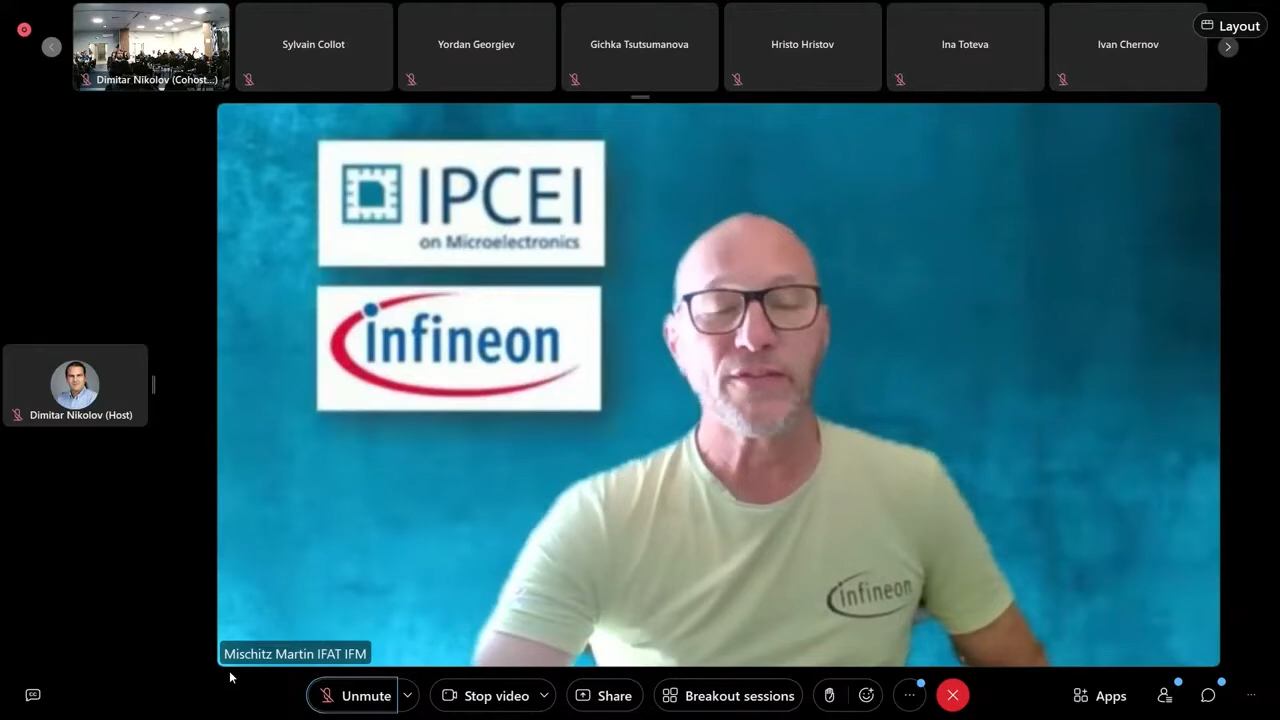 Layout
Dimitar Nikolov (Cohost...)
Sylvain Collot
Yordan Georgiev
Gichka Tsutsumanova
Hristo Hristov
Ina Toteva
Ivan Chernov
IPCEI
on Microelectronics
infineon
Dimitar Nikolov (Host)
infineon
Mischitz Martin IFAT IFM
CC
Unmute
Stop video
Share
Breakout sessions
Apps